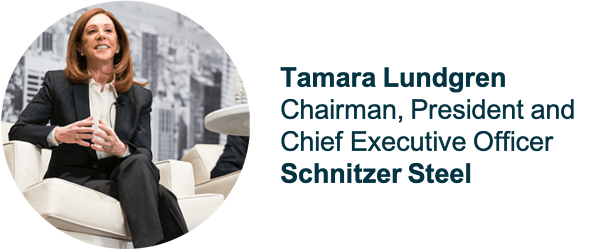 Tamara Lundgren
Chairman, President and
Chief Executive Officer
Schnitzer Steel